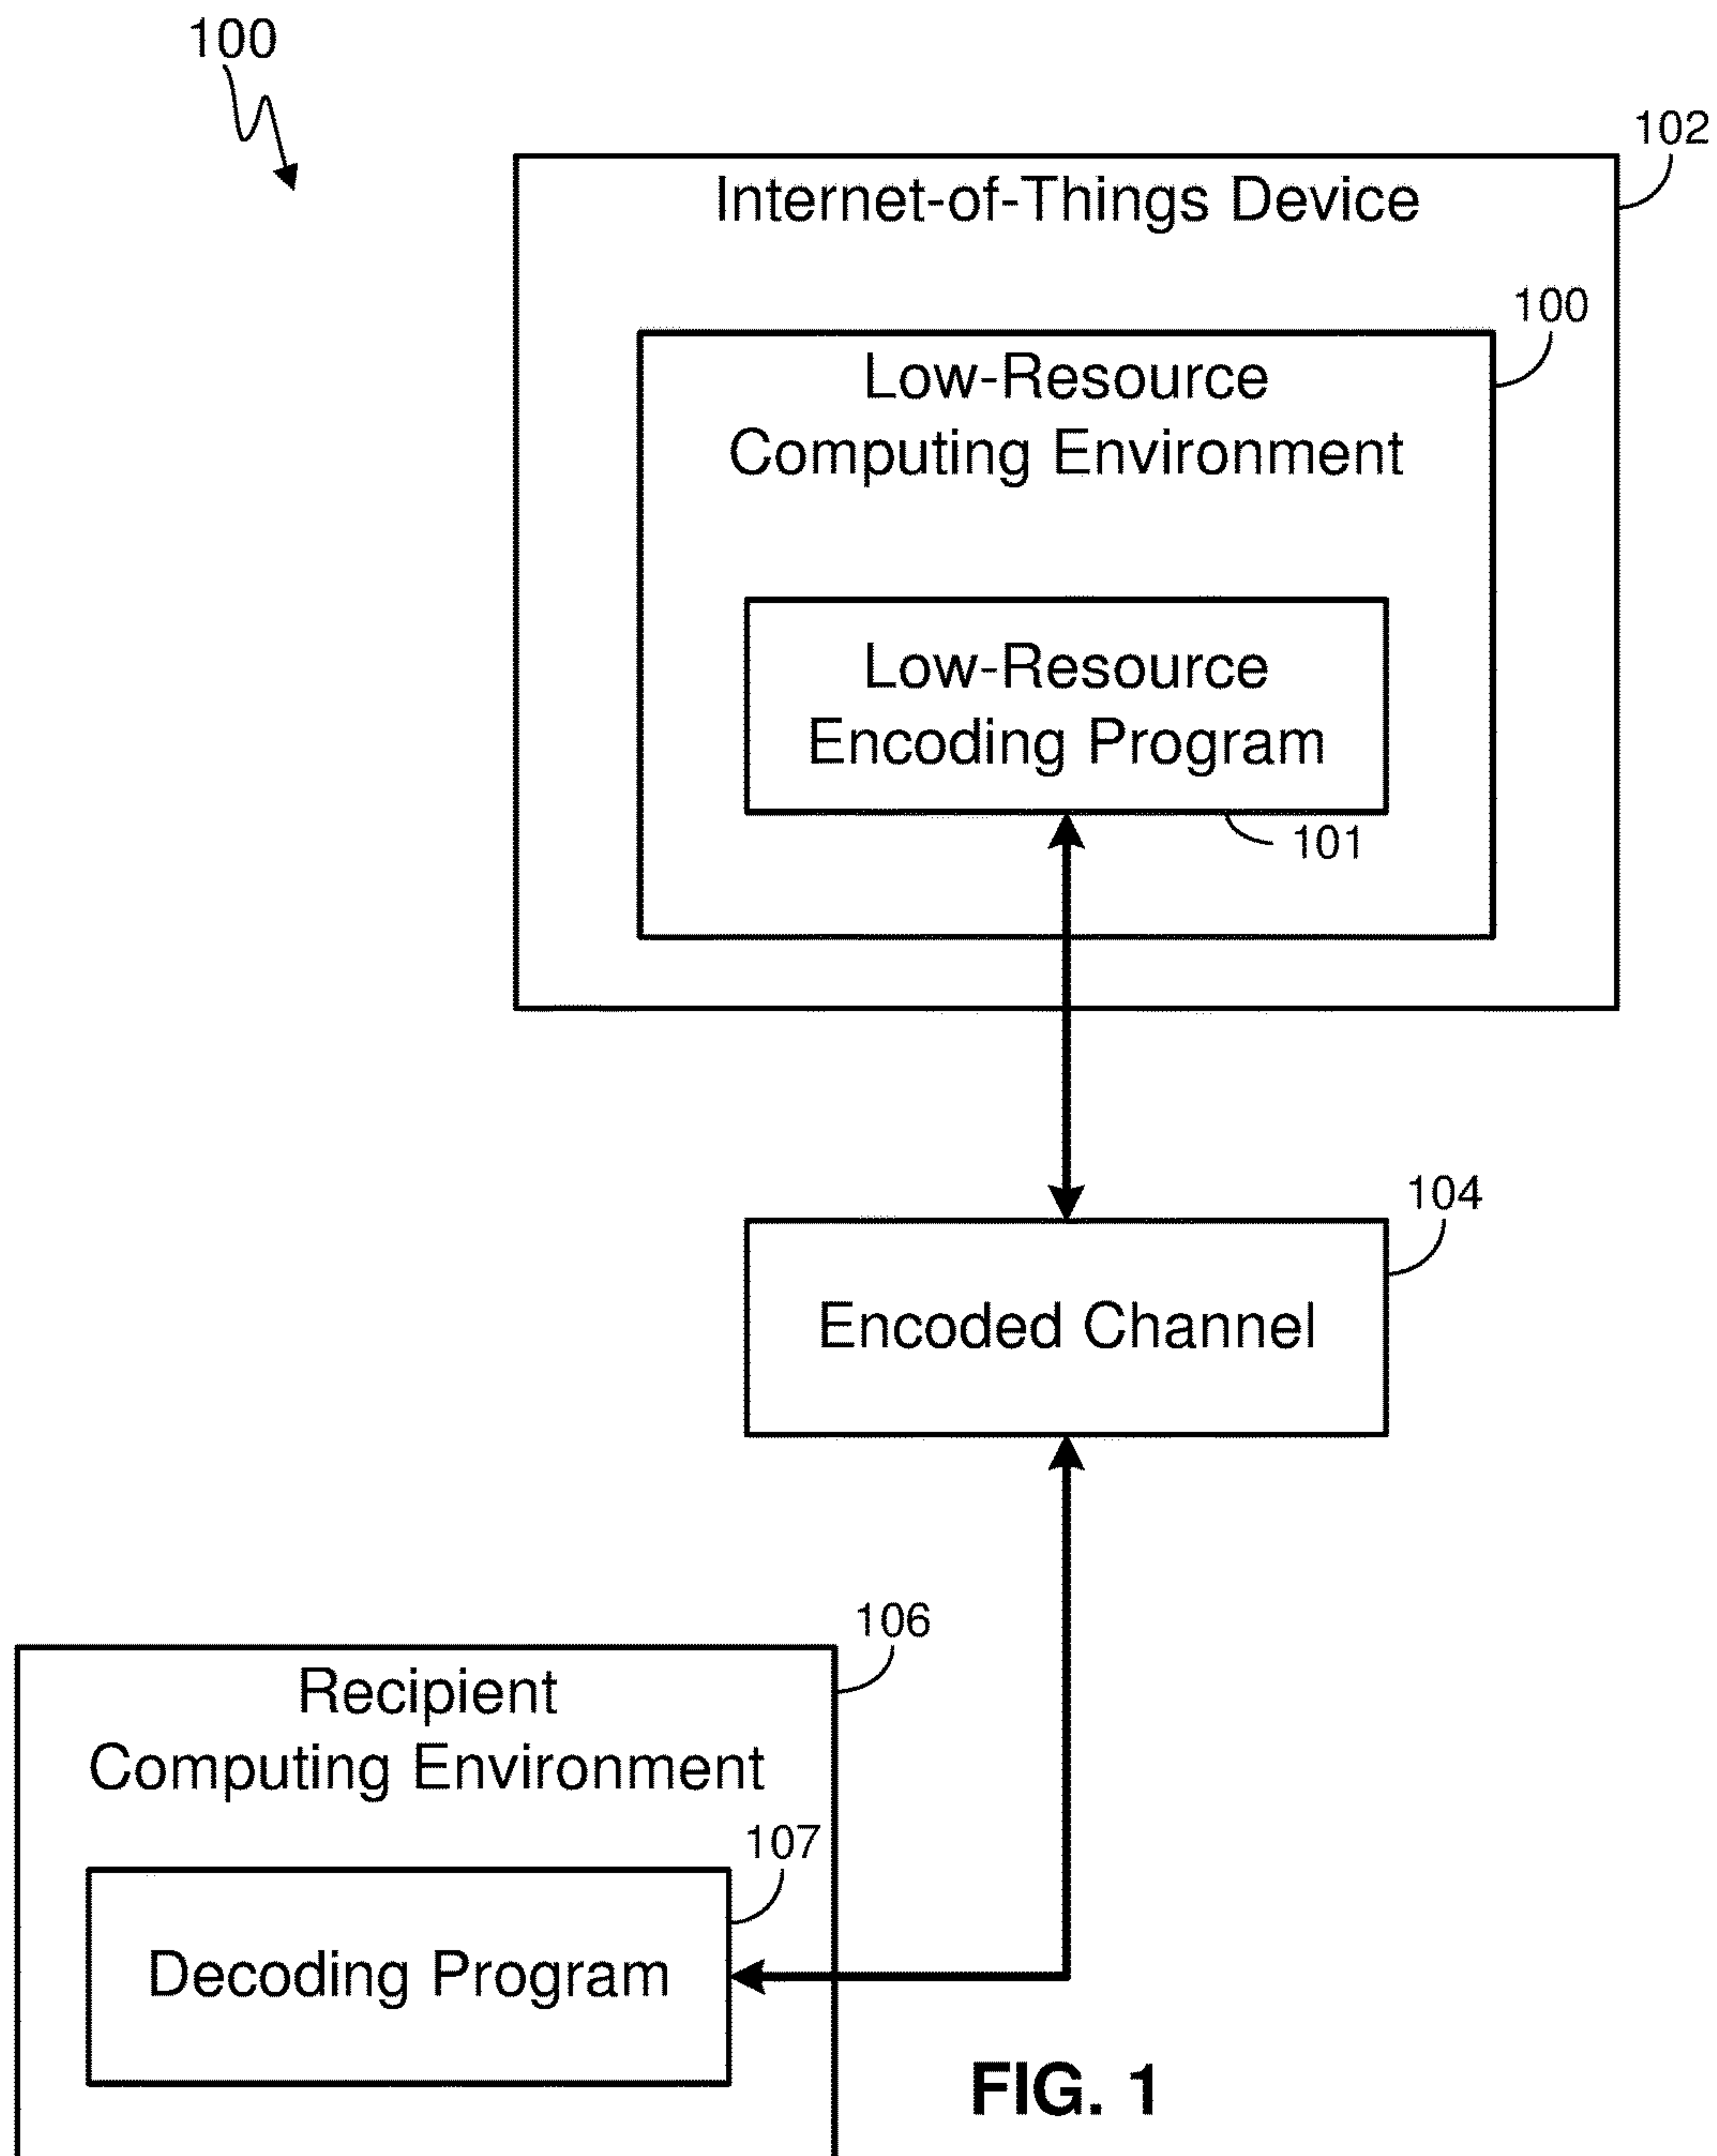 100
102
Internet-of-Things Device
100
Low-Resource
Computing Environment
Low-Resource
Encoding Program
101
104
Encoded Channel
106
Recipient
Computing Environment
107
Decoding Program
FIG. 1